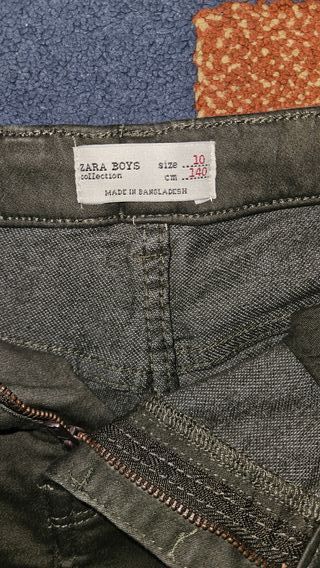 ZARA BOYS
collection
size 10
cm 140
MADE IN BANGLADESH